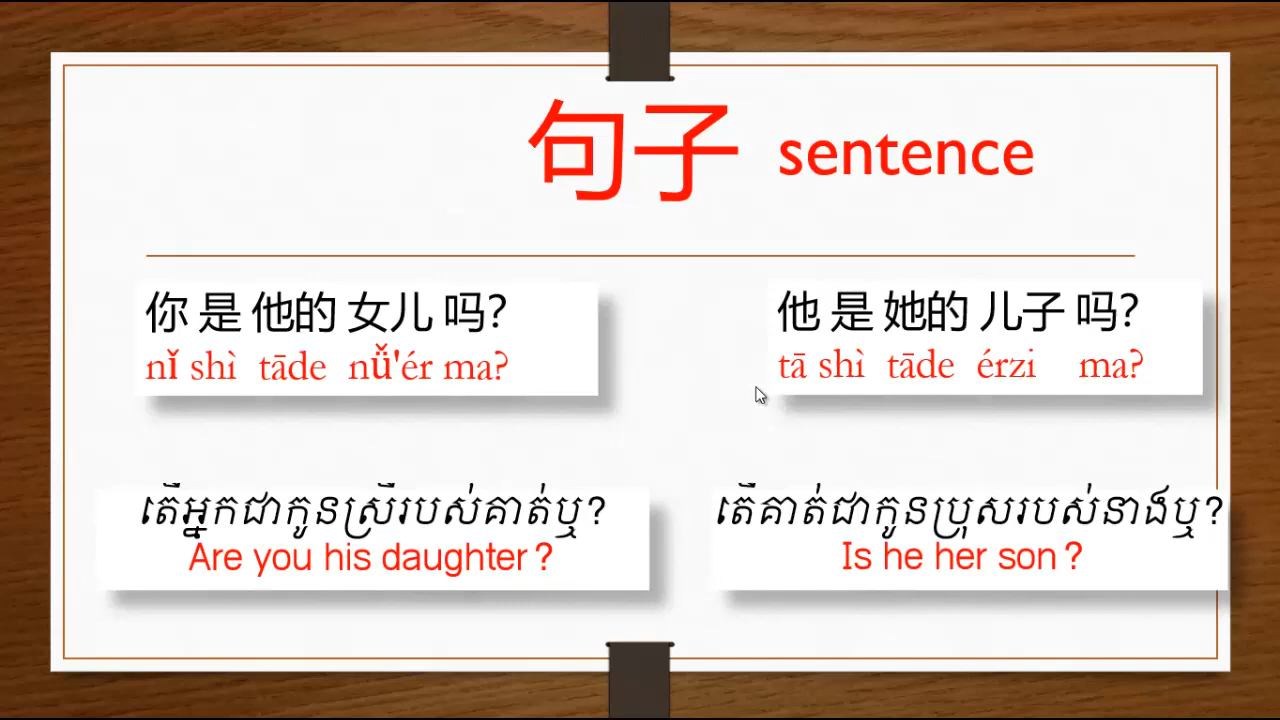 句子 sentence
你 是 他的 女儿 吗?
nǐ shì tāde nǚ'ér ma?
他 是 她的 儿子 吗?
tā shì tāde érzi ma?
តើអ្នកជាកូនស្រីរបស់គាត់ឬ?
Are you his daughter?
តើគាត់ជាកូនប្រុសរបស់នាងឬ?
Is he her son?